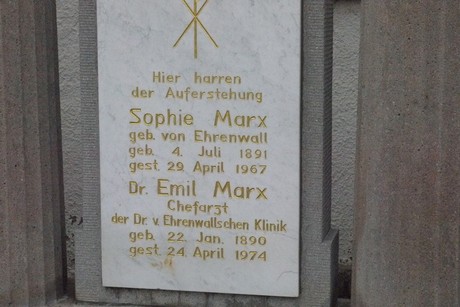 Hier harren
der Auferstehung
Sophie Marx
geb. von Ehrenwall
geb. 4. Juli 1891
gest. 29. April 1967
Dr. Emil Marx
Chefarzt
der Dr. v. Ehrenwallschen Klinik
geb. 22. Jan. 1890
gest. 24. April 1974